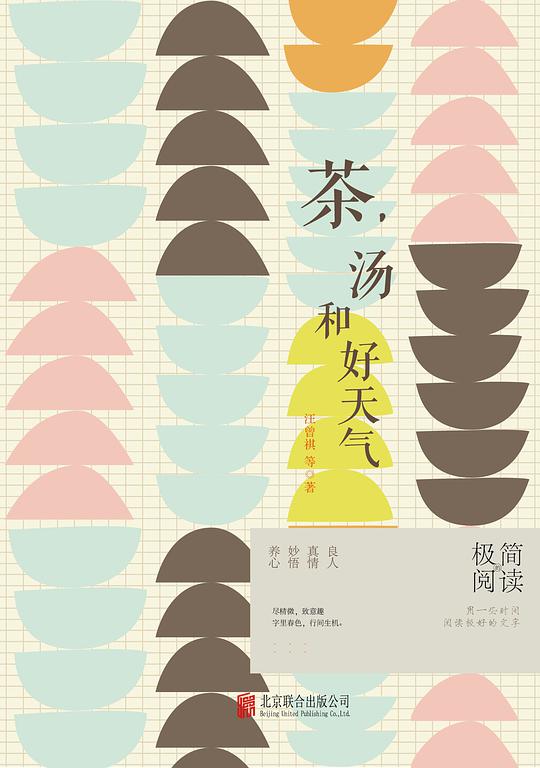 茶，
汤
和
好
天
气
汪曾祺 等◎著
良人
真情
妙悟
养心
极简
的
阅读
用一些时间
阅读极好的文字
尽精微，致意趣
字里春色，行间生机。
北京联合出版公司
Beijing United Publishing Co.,Ltd.